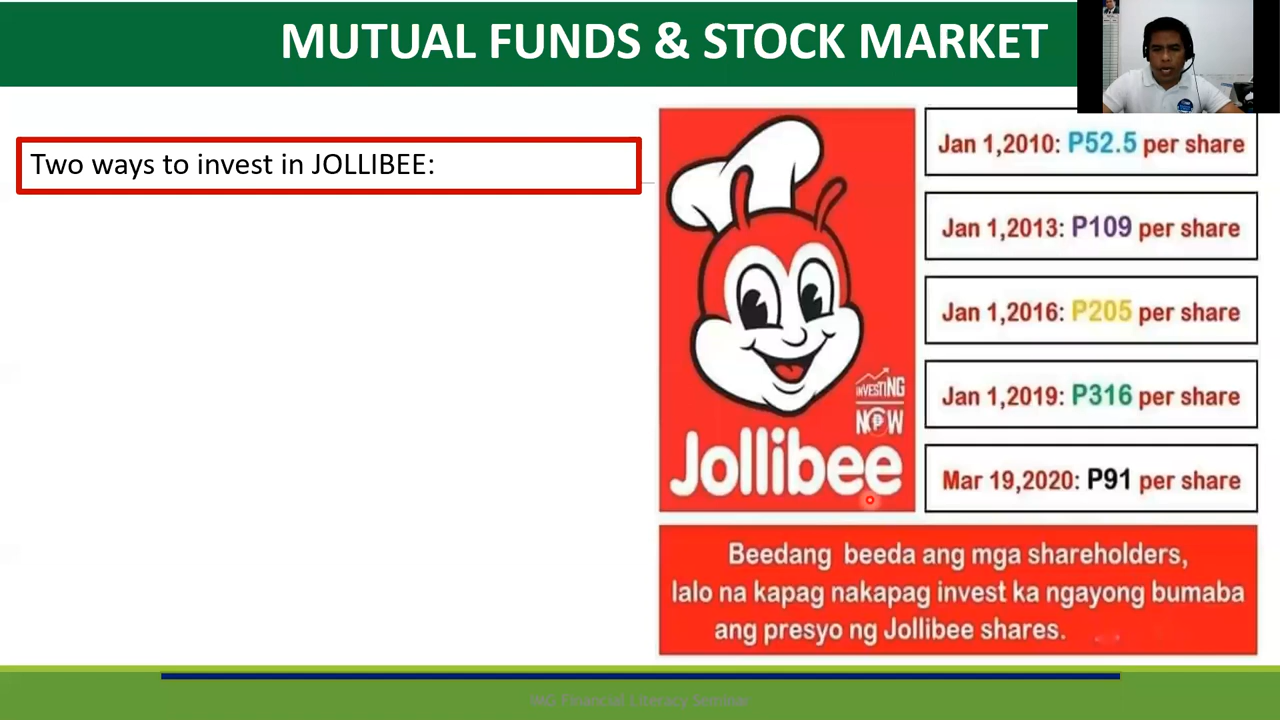 MUTUAL FUNDS & STOCK MARKET
Two ways to invest in JOLLIBEE:
INVESTING
NOW
Jollibee
Jan 1,2010: P52.5 per share
Jan 1,2013: P109 per share
Jan 1,2016: P205 per share
Jan 1,2019: P316 per share
Mar 19,2020: P91 per share
Beedang beeda ang mga shareholders,
lalo na kapag nakapag invest ka ngayong bumaba
ang presyo ng Jollibee shares.
Financial Literacy Seminar